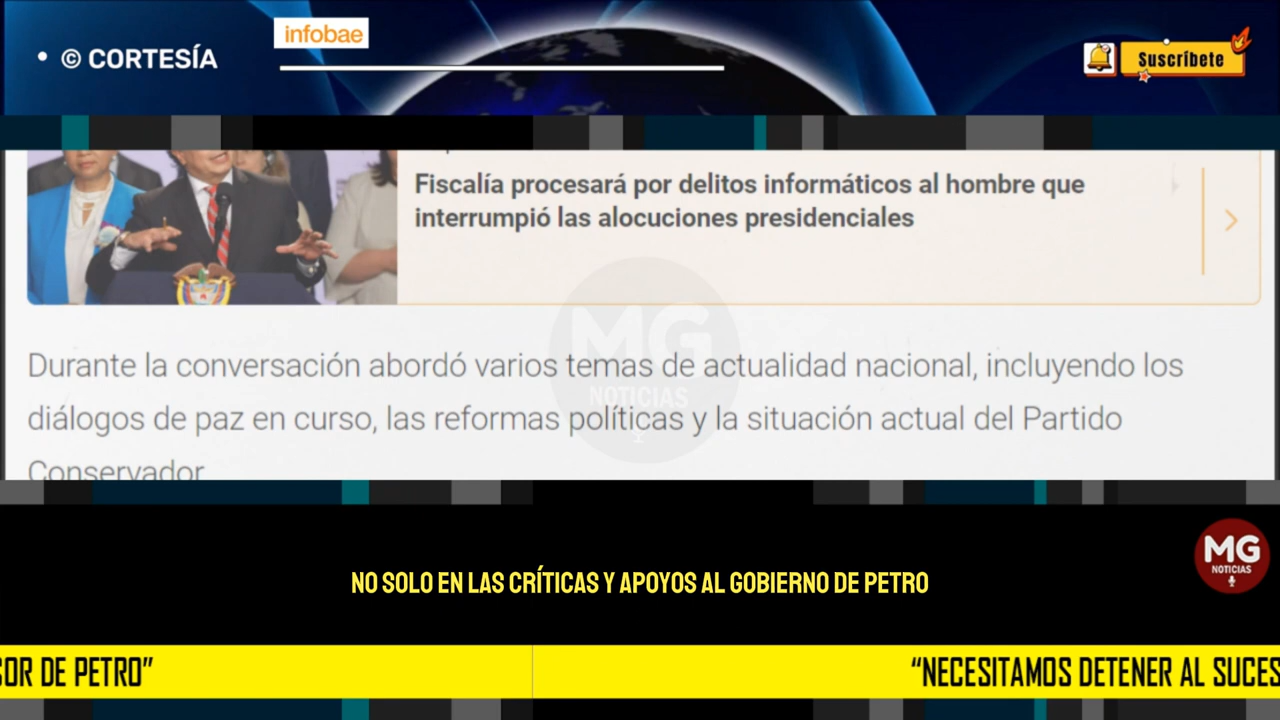 infobae
• © CORTESÍA
Suscríbete
Fiscalía procesará por delitos informáticos al hombre que
interrumpió las alocuciones presidenciales
MG
NOTICIAS
Durante la conversación abordó varios temas de actualidad nacional, incluyendo los
diálogos de paz en curso, las reformas políticas y la situación actual del Partido
Conservador
MG
NOTICIAS
NO SOLO EN LAS CRÍTICAS Y APOYOS AL GOBIERNO DE PETRO
SOR DE PETRO” “NECESITAMOS DETENER AL SUCES